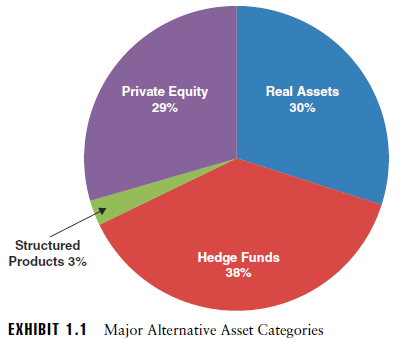 Private Equity
29%
Real Assets
30%
Structured
Products 3%
Hedge Funds
38%
EXHIBIT 1.1 Major Alternative Asset Categories